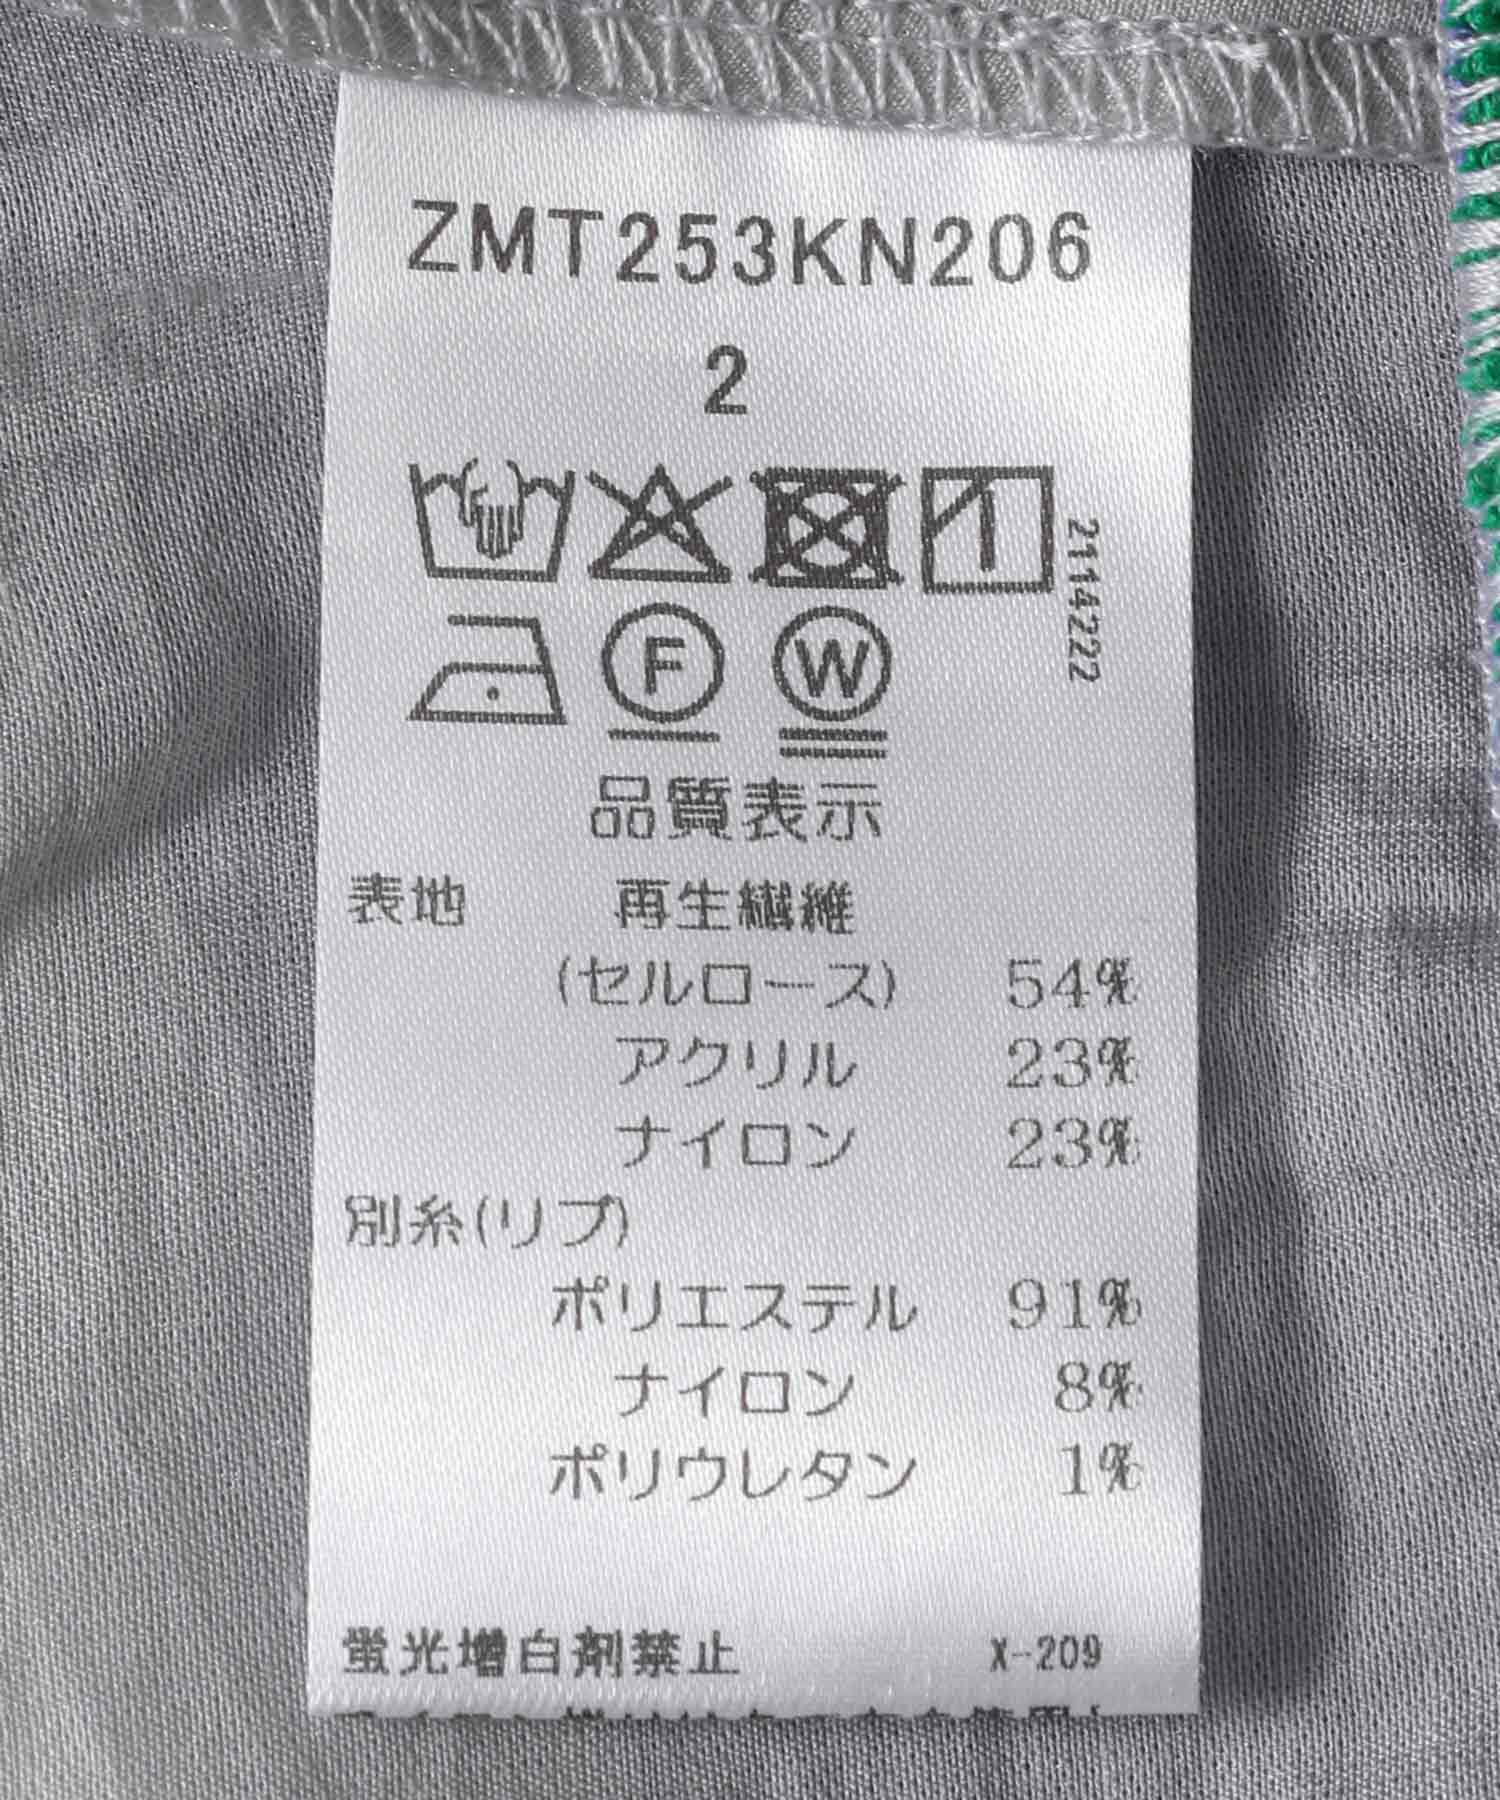 ZMT253KN206
2
2114222
F W
品質表示
表地 再生繊維
(セルロース) 54%
アクリル 23%
ナイロン 23%
別糸(リブ)
ポリエステル 91%
ナイロン 8%
ポリウレタン 1%
蛍光増白剤禁止 X-209